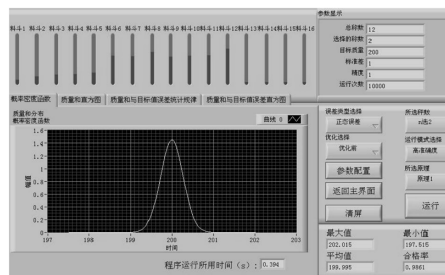 料斗1 料斗2 料斗3 料斗4 料斗5 料斗6 料斗7 料斗8 料斗9 料斗10 料斗11 料斗12 料斗13 料斗14 料斗15 料斗16
参数显示
总称数 12
选择的称数 2
目标质量 200
标准差 1
精度 1
运行次数 10000
概率密度函数 质量和直方图 质量和与目标值误差统计规律 质量和与目标值误差直方图
质量和分布
概率密度函数
曲线 0
幅值
1.6
1.4
1.2
1
0.8
0.6
0.4
0.2
0
197 198 199 200 201 202 203
时间
程序运行所用时间（s）: 0.394
误差类型选择
正态误差
优化选择
优化前
参数配置
返回主界面
清屏
所选秤数
n选2
运行模式选择
高准确度
所选原理
原理1
运行
最大值 最小值
202.015 197.515
平均值 合格率
199.995 0.9861